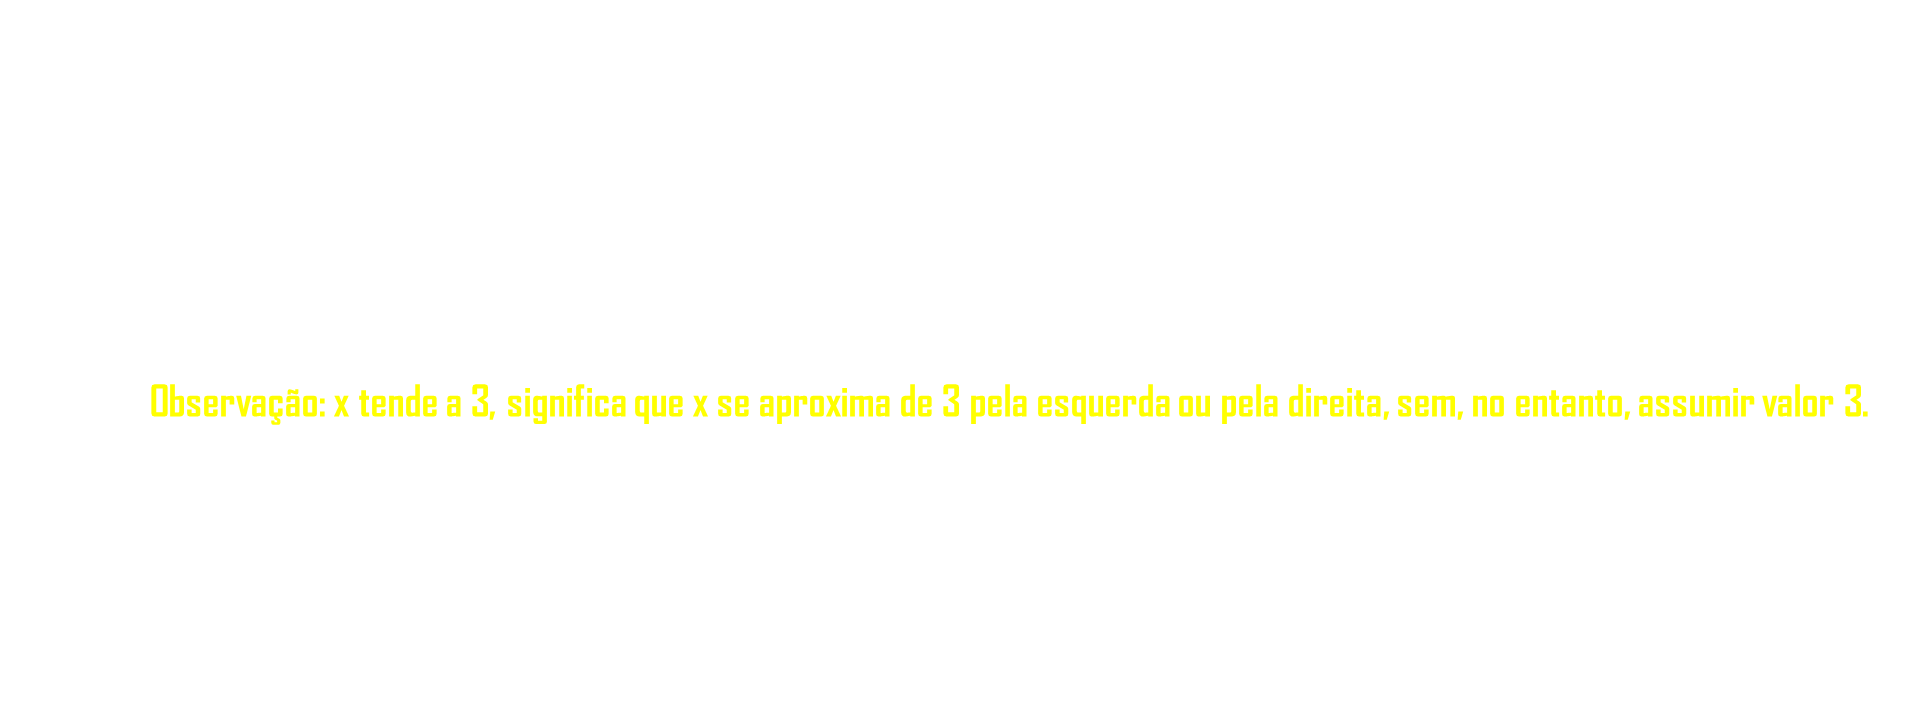 Observação: x tende a 3, significa que x se aproxima de 3 pela esquerda ou pela direita, sem, no entanto, assumir valor 3.